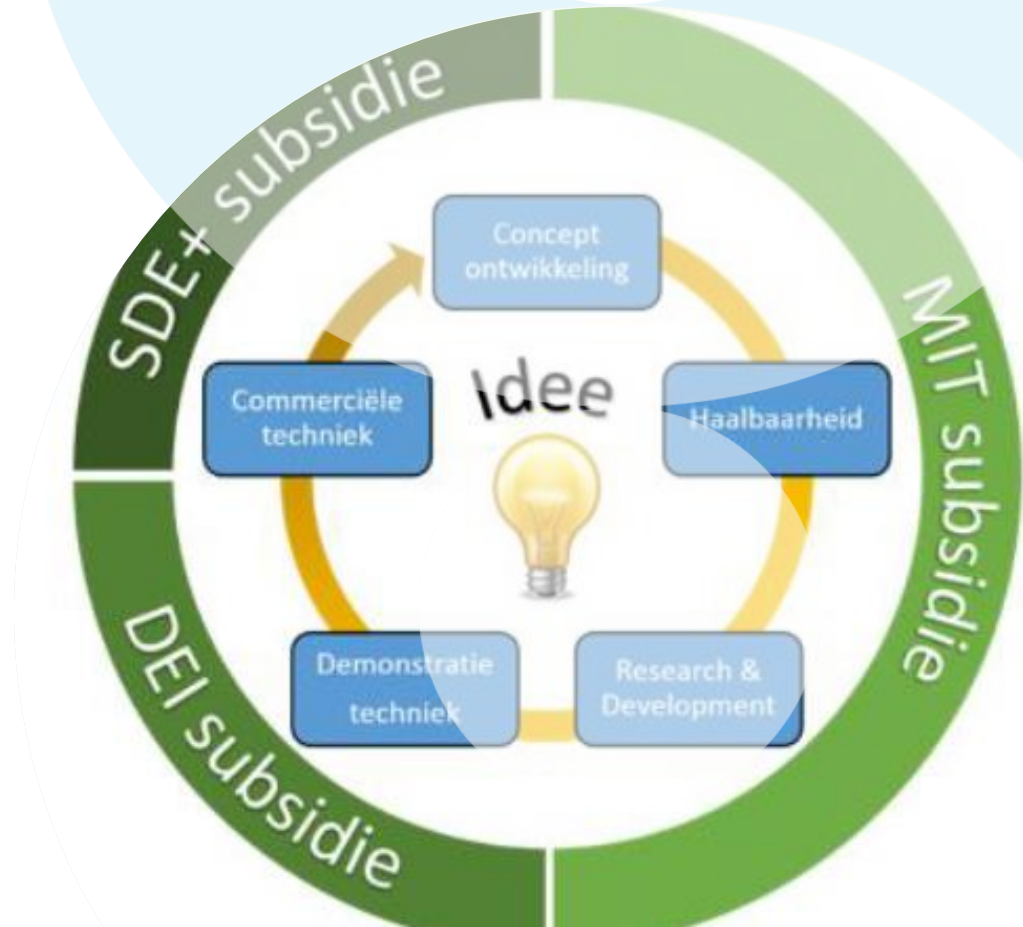 SDE+ subsidie
MIT subsidie
DEI subsidie
Concept
ontwikkeling
Haalbaarheid
Research &
Development
Demonstratie
techniek
Commerciële
techniek
Idee